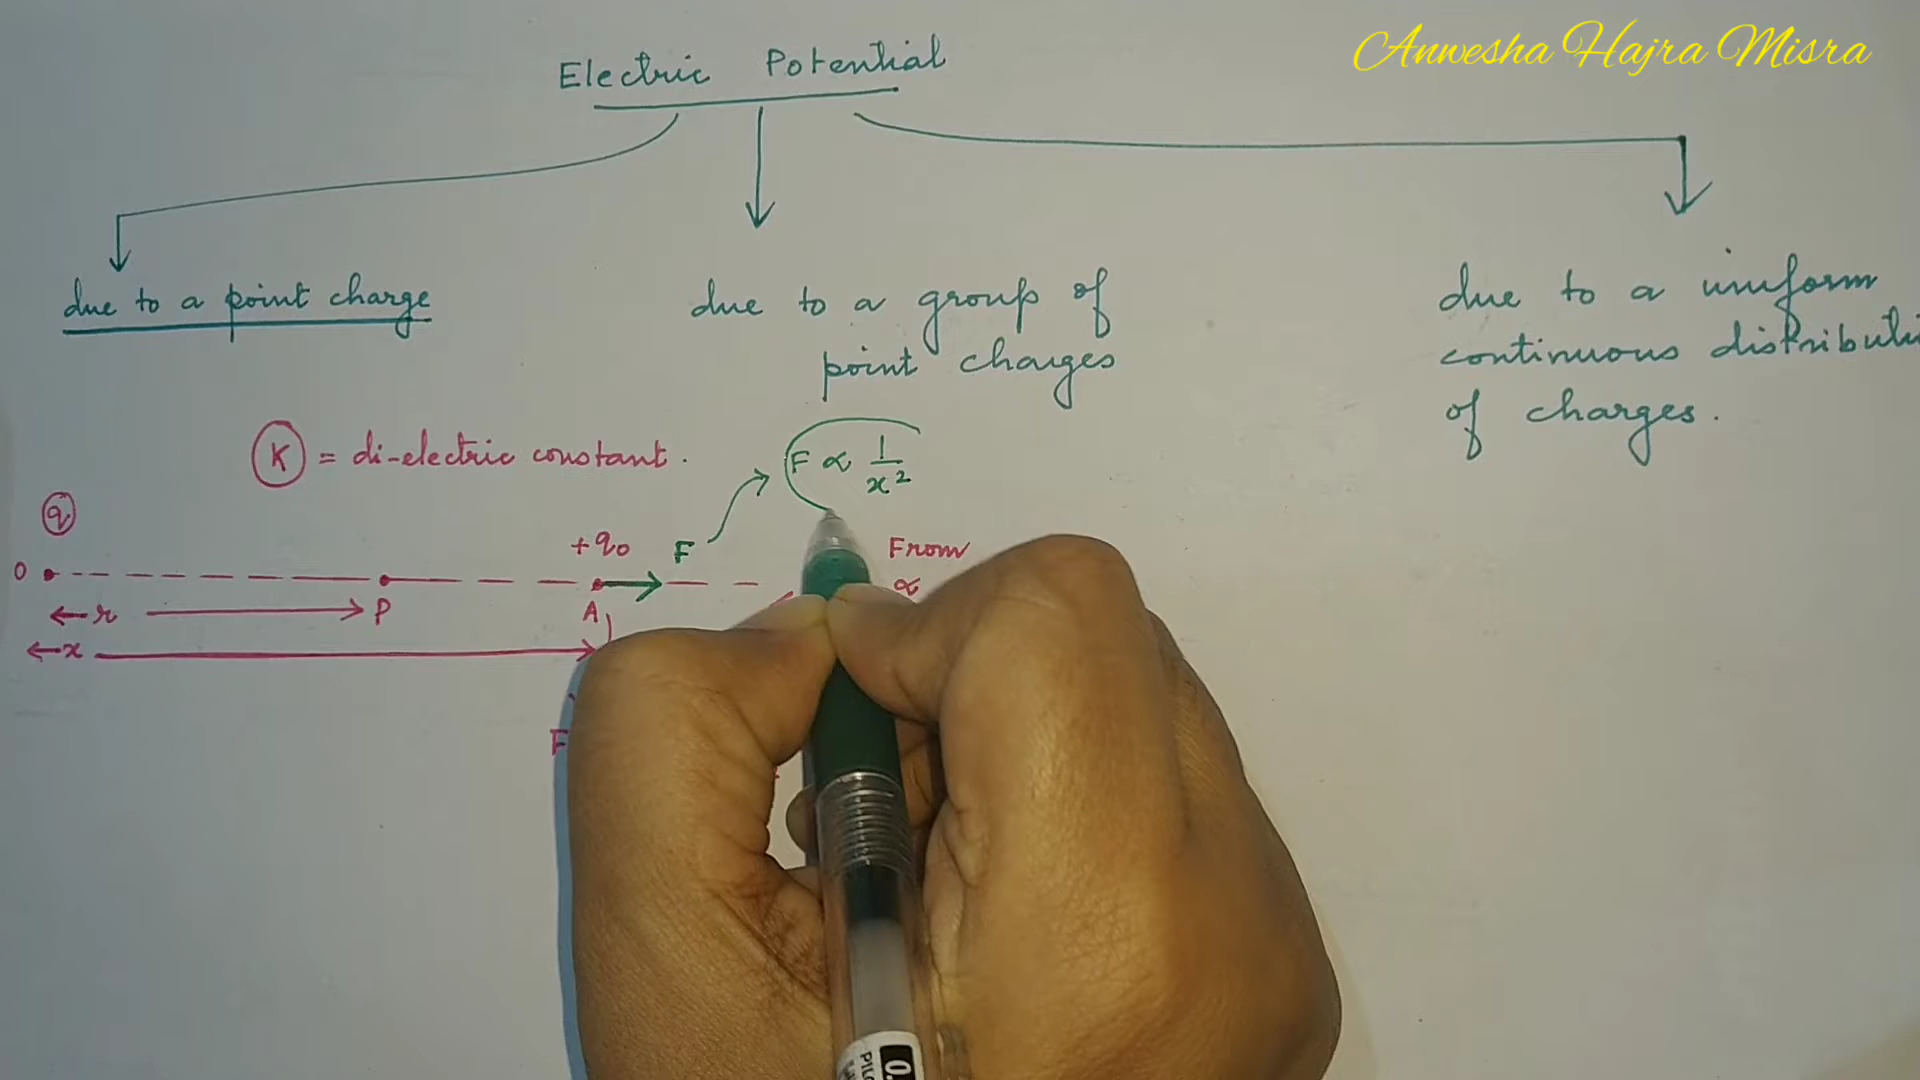 Anwesha Hajra Misra
Electric Potential
due to a point charge
due to a group of
point charges
due to a uniform
continuous distributi
of charges.
K = di-electric constant.
F ∝ 1/x²
q
+q₀
F
From
∝
O
r
P
A
x
F
0.
PILO